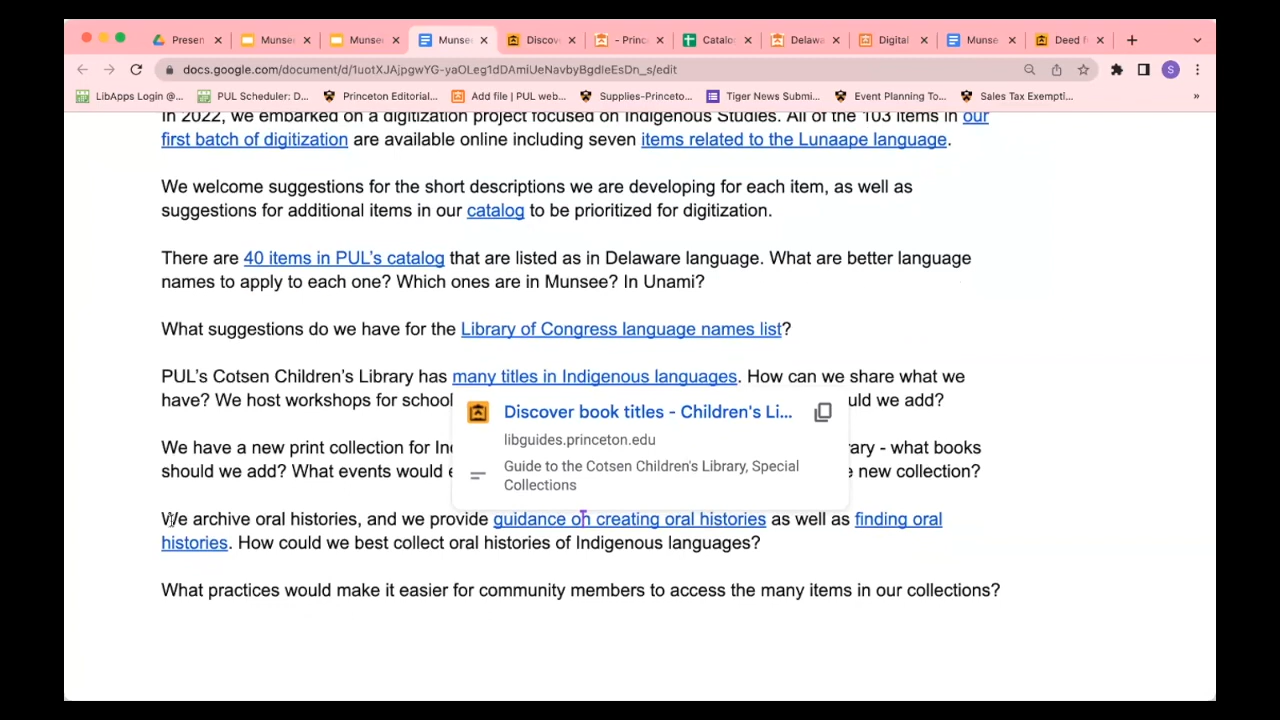 Presen
Munse
Munse
Munse
Discov
- Princ
Catalo
Delawa
Digital
Munse
Deed f
docs.google.com/document/d/1uotXJAjpgwYG-yaOLeg1dDAmiUeNavbyBgdIeEsDn_s/edit
S
LibApps Login @...
PUL Scheduler: D...
Princeton Editorial...
Add file | PUL web...
Supplies-Princeto...
Tiger News Submi...
Event Planning To...
Sales Tax Exempti...
»
In 2022, we embarked on a digitization project focused on Indigenous Studies. All of the 103 items in our
first batch of digitization are available online including seven items related to the Lunaape language.
We welcome suggestions for the short descriptions we are developing for each item, as well as
suggestions for additional items in our catalog to be prioritized for digitization.
There are 40 items in PUL's catalog that are listed as in Delaware language. What are better language
names to apply to each one? Which ones are in Munsee? In Unami?
What suggestions do we have for the Library of Congress language names list?
PUL's Cotsen Children's Library has many titles in Indigenous languages. How can we share what we
have? We host workshops for school uld we add?
Discover book titles - Children's Li...
libguides.princeton.edu
Guide to the Cotsen Children's Library, Special
Collections
We have a new print collection for In rary - what books
should we add? What events would e e new collection?
We archive oral histories, and we provide guidance on creating oral histories as well as finding oral
histories. How could we best collect oral histories of Indigenous languages?
What practices would make it easier for community members to access the many items in our collections?